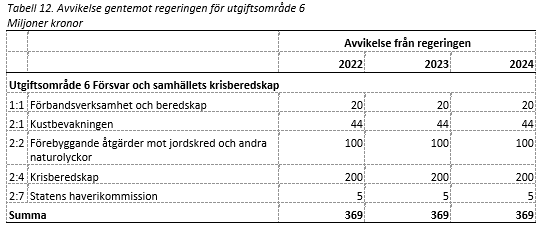 Tabell 12. Avvikelse gentemot regeringen för utgiftsområde 6
Miljoner kronor
Avvikelse från regeringen
2022 2023 2024
Utgiftsområde 6 Försvar och samhällets krisberedskap
1:1 Förbandsverksamhet och beredskap 20 20 20
2:1 Kustbevakningen 44 44 44
2:2 Förebyggande åtgärder mot jordskred och andra 100 100 100
naturolyckor
2:4 Krisberedskap 200 200 200
2:7 Statens haverikommission 5 5 5
Summa 369 369 369